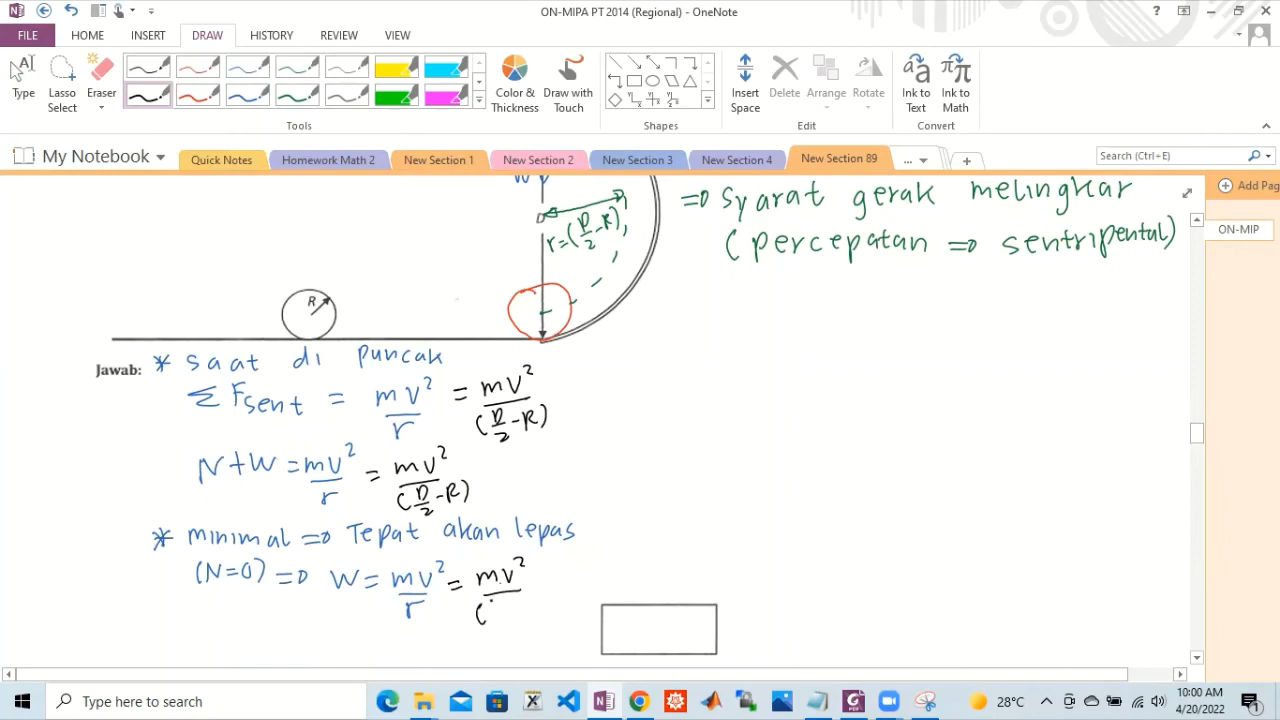 ON-MIPA PT 2014 (Regional) - OneNote
FILE HOME INSERT DRAW HISTORY REVIEW VIEW
Type Lasso Select Eraser Color & Thickness Draw with Touch Insert Space Delete Arrange Rotate Ink to Text Ink to Math
Tools Shapes Edit Convert
My Notebook Quick Notes Homework Math 2 New Section 1 New Section 2 New Section 3 New Section 4 New Section 89 ... + Search (Ctrl+E)
Add Pag
ON-MIP
=> Syarat gerak melingkar
(percepatan => sentripental)
r=(D/2-R)
R
Jawab: * saat di puncak
Σ Fsent = mv²/r = mv²/(D/2-R)
N+W = mv²/r = mv²/(D/2-R)
* minimal => Tepat akan lepas
(N=0) => W = mv²/r = mv²/(
Type here to search
28°C
10:00 AM
4/20/2022